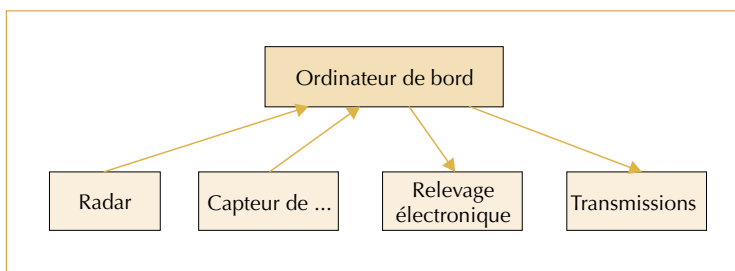 Ordinateur de bord
Radar
Capteur de ...
Relevage
électronique
Transmissions